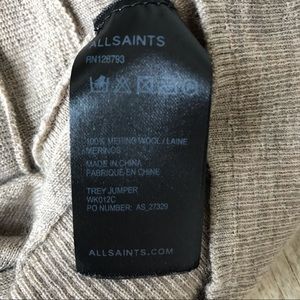 ALLSAINTS
RN126793
100% MERINO WOOL / LAINE
MERINOS
MADE IN CHINA
FABRIQUÉ EN CHINE
TREY JUMPER
WK012C
PO NUMBER: AS_27329
ALLSAINTS.COM